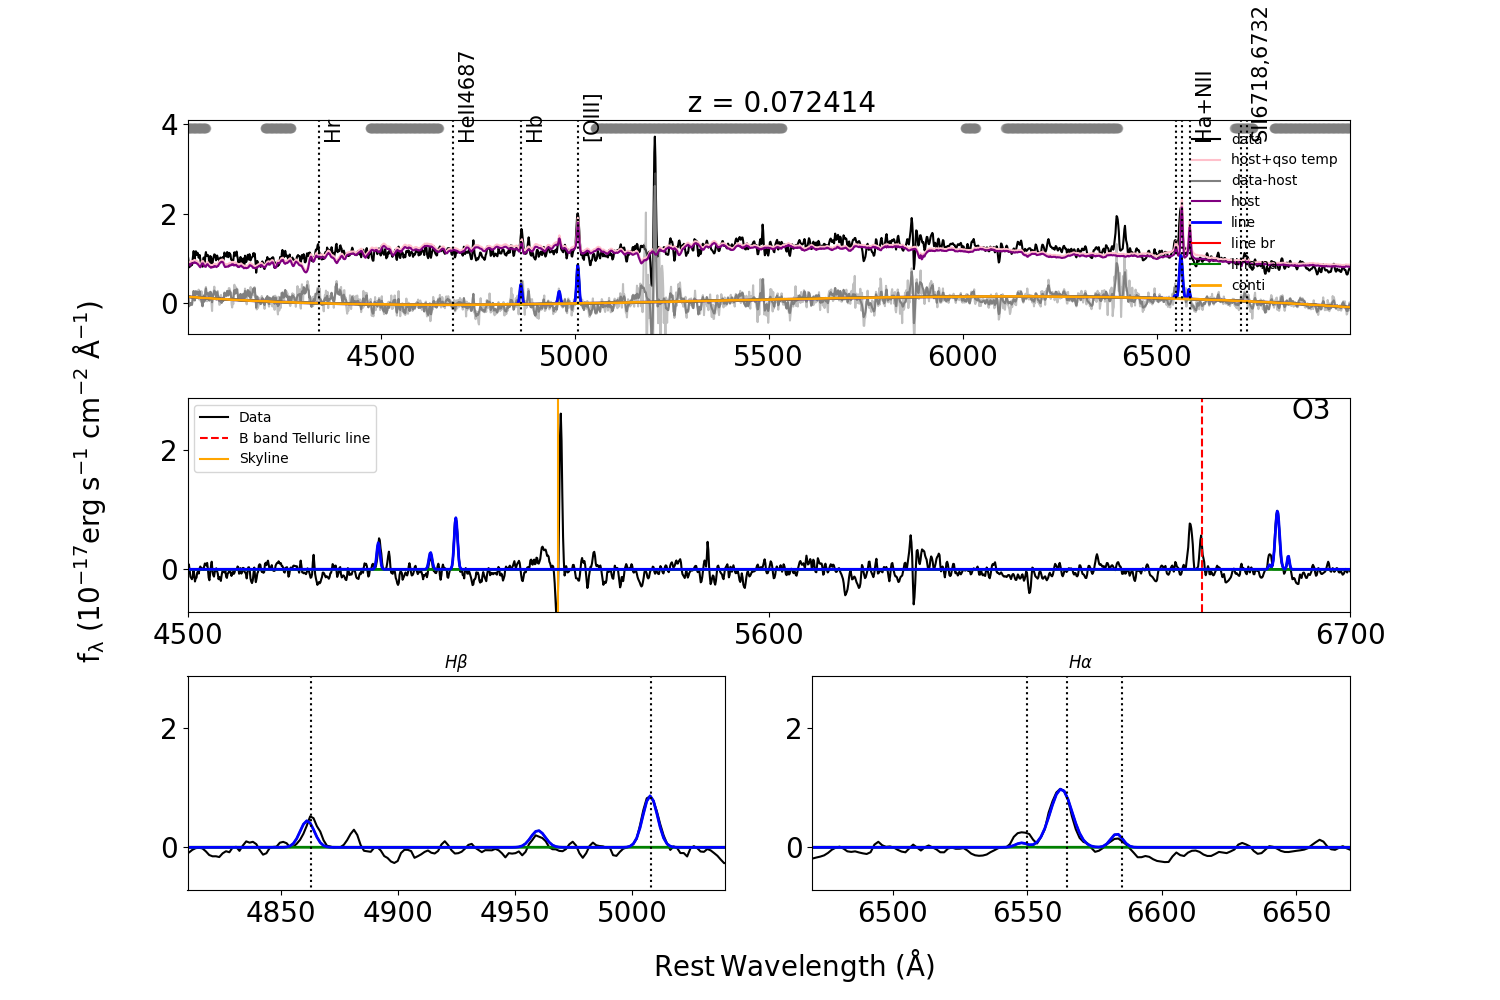 z = 0.072414
Hr
HeII4687
Hb
[OIII]
Ha+NII
SII6718,6732
data
host+qso temp
data-host
host
line
line br
conti
4
2
0
4500 5000 5500 6000 6500
fλ (10⁻¹⁷erg s⁻¹ cm⁻² Å⁻¹)
O3
Data
B band Telluric line
Skyline
2
0
4500 5600 6700
Hβ
2
0
4850 4900 4950 5000
Hα
2
0
6500 6550 6600 6650
Rest Wavelength (Å)